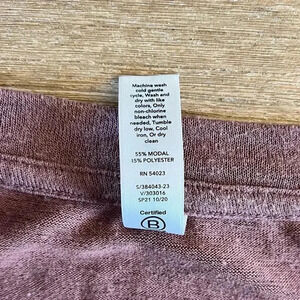 Machine wash
cold gentle
cycle, Wash and
dry with like
colors, Only
non-chlorine
bleach when
needed, Tumble
dry low, Cool
iron, Or dry
clean
55% MODAL
15% POLYESTER
RN 54023
S/384043-23
V/303016
SP21 10/20
Certified
B